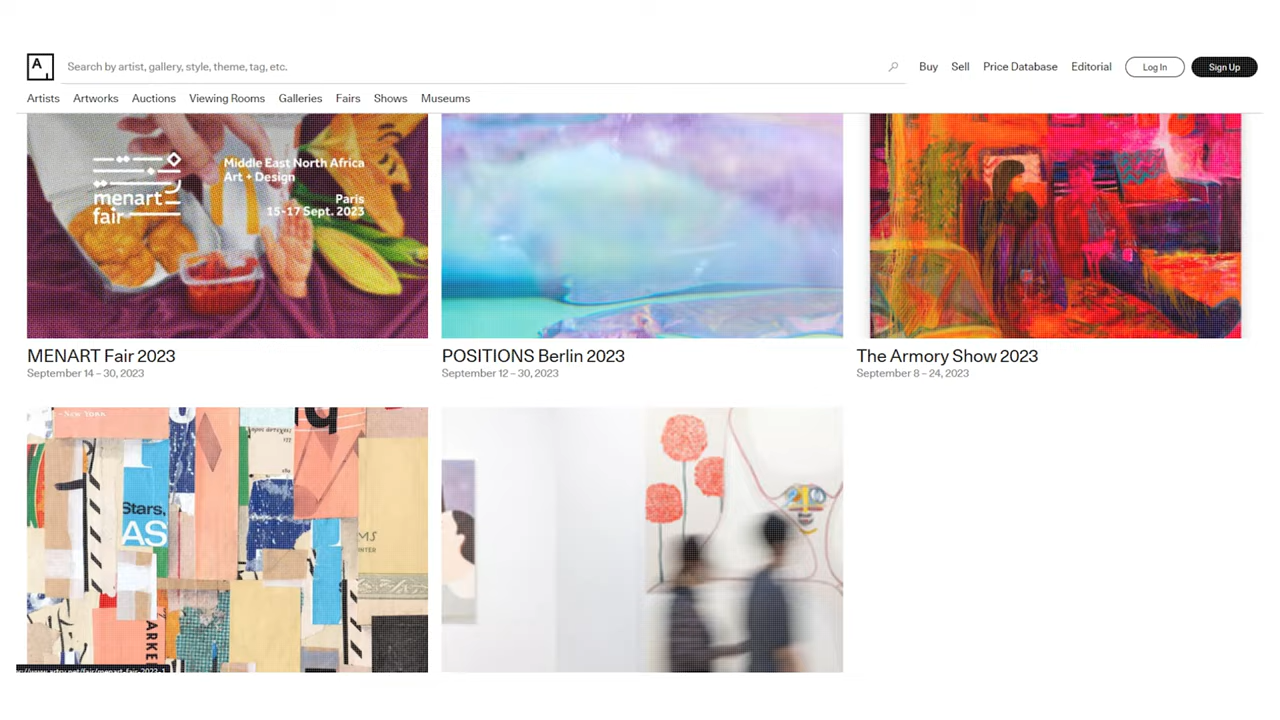 A
Search by artist, gallery, style, theme, tag, etc.
Buy
Sell
Price Database
Editorial
Log In
Sign Up
Artists
Artworks
Auctions
Viewing Rooms
Galleries
Fairs
Shows
Museums
menart
fair
Middle East North Africa
Art + Design
Paris
15-17 Sept. 2023
MENART Fair 2023
September 14 – 30, 2023
POSITIONS Berlin 2023
September 12 – 30, 2023
The Armory Show 2023
September 8 – 24, 2023
- NEW YORK
Stars,
AS
ARKE